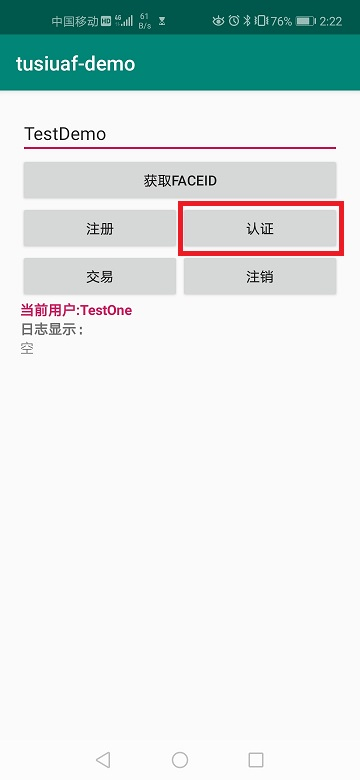 中国移动 HD 4G 61 B/s 76% 2:22
tusiuaf-demo
TestDemo
获取FACEID
注册 认证
交易 注销
当前用户:TestOne
日志显示：
空